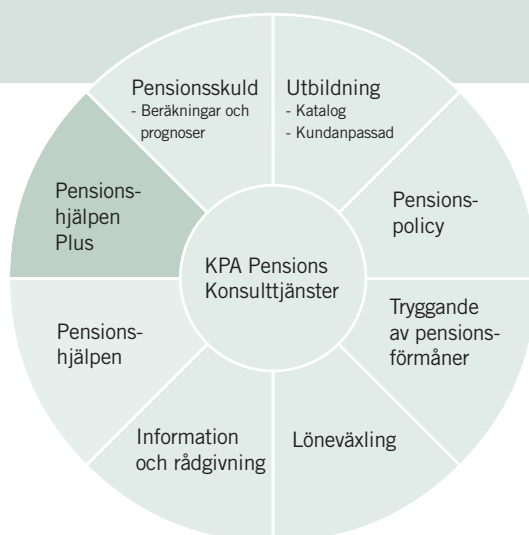 Pensionsskuld
- Beräkningar och
prognoser
Utbildning
- Katalog
- Kundanpassad
Pensions-
hjälpen
Plus
Pensions-
policy
KPA Pensions
Konsulttjänster
Tryggande
av pensions-
förmåner
Pensions-
hjälpen
Information
och rådgivning
Löneväxling